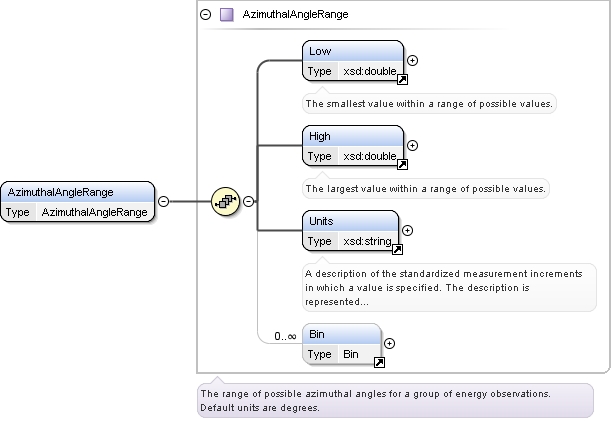 AzimuthalAngleRange
Low
Type xsd:double
The smallest value within a range of possible values.
High
Type xsd:double
The largest value within a range of possible values.
AzimuthalAngleRange
Type AzimuthalAngleRange
Units
Type xsd:string
A description of the standardized measurement increments
in which a value is specified. The description is
represented...
0..∞
Bin
Type Bin
The range of possible azimuthal angles for a group of energy observations.
Default units are degrees.